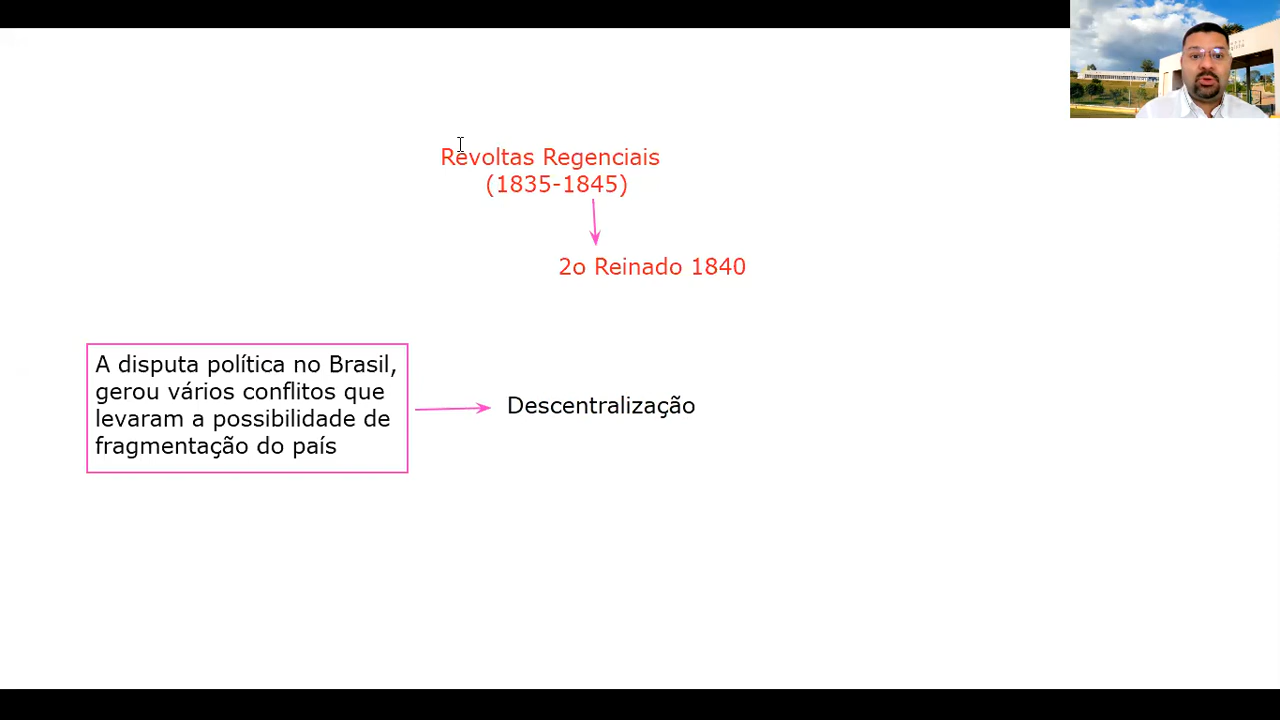 Revoltas Regenciais
(1835-1845)
2o Reinado 1840
A disputa política no Brasil,
gerou vários conflitos que
levaram a possibilidade de
fragmentação do país
Descentralização